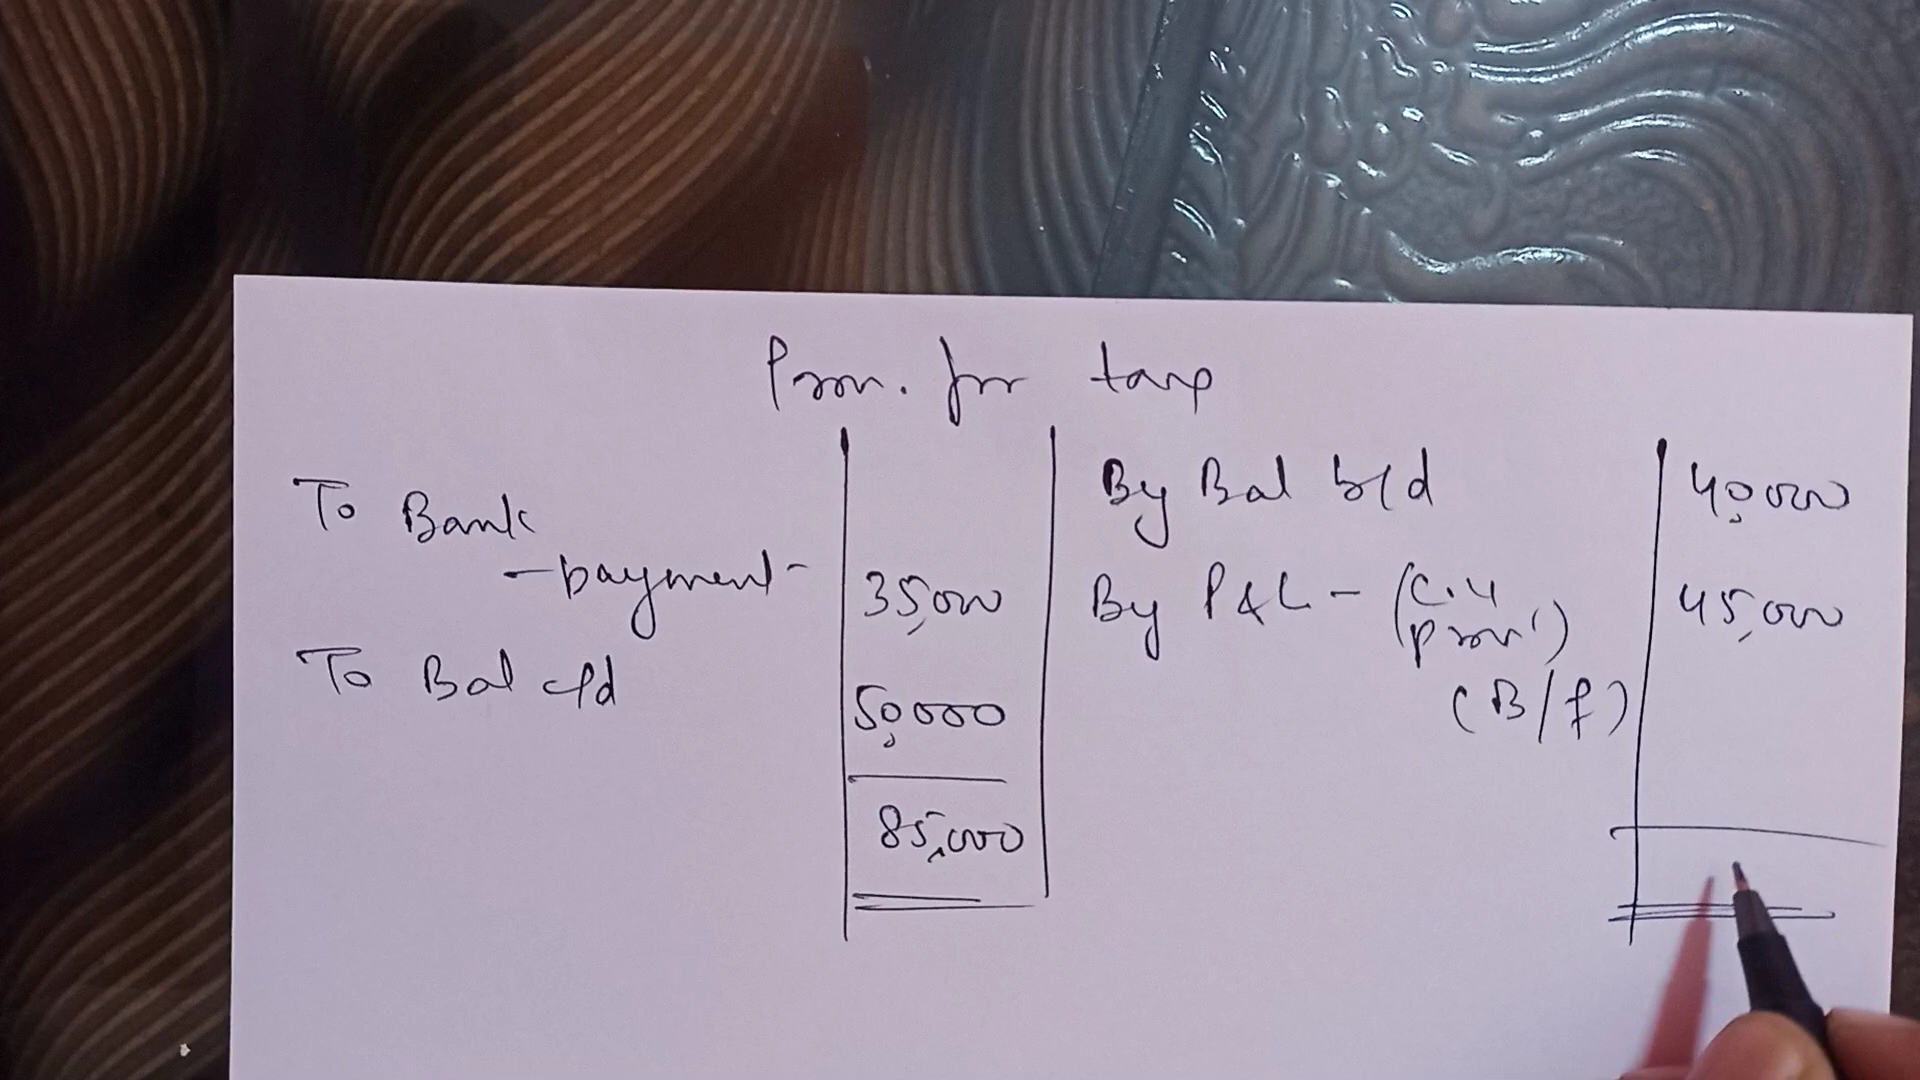 Prov. for tax
To Bank
- payment - 35,000
To Bal c/d 50,000
85,000
By Bal b/d 40,000
By P&L - (C.Y 45,000
Prov')
(B/f)